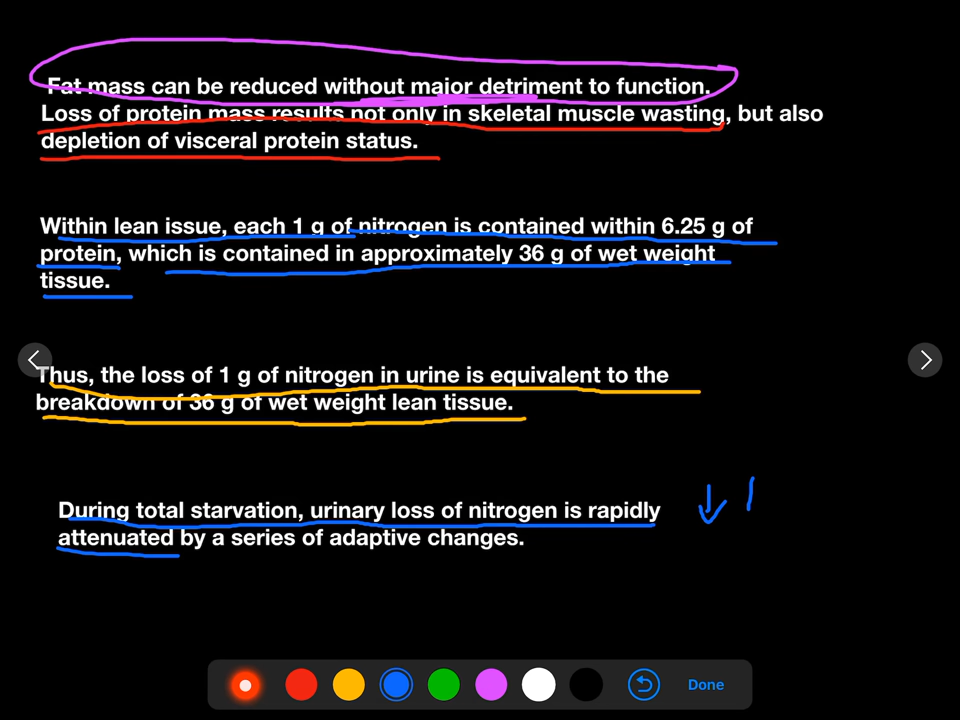 Fat mass can be reduced without major detriment to function.
Loss of protein mass results not only in skeletal muscle wasting, but also
depletion of visceral protein status.
Within lean issue, each 1 g of nitrogen is contained within 6.25 g of
protein, which is contained in approximately 36 g of wet weight
tissue.
Thus, the loss of 1 g of nitrogen in urine is equivalent to the
breakdown of 36 g of wet weight lean tissue.
During total starvation, urinary loss of nitrogen is rapidly
attenuated by a series of adaptive changes.
Done